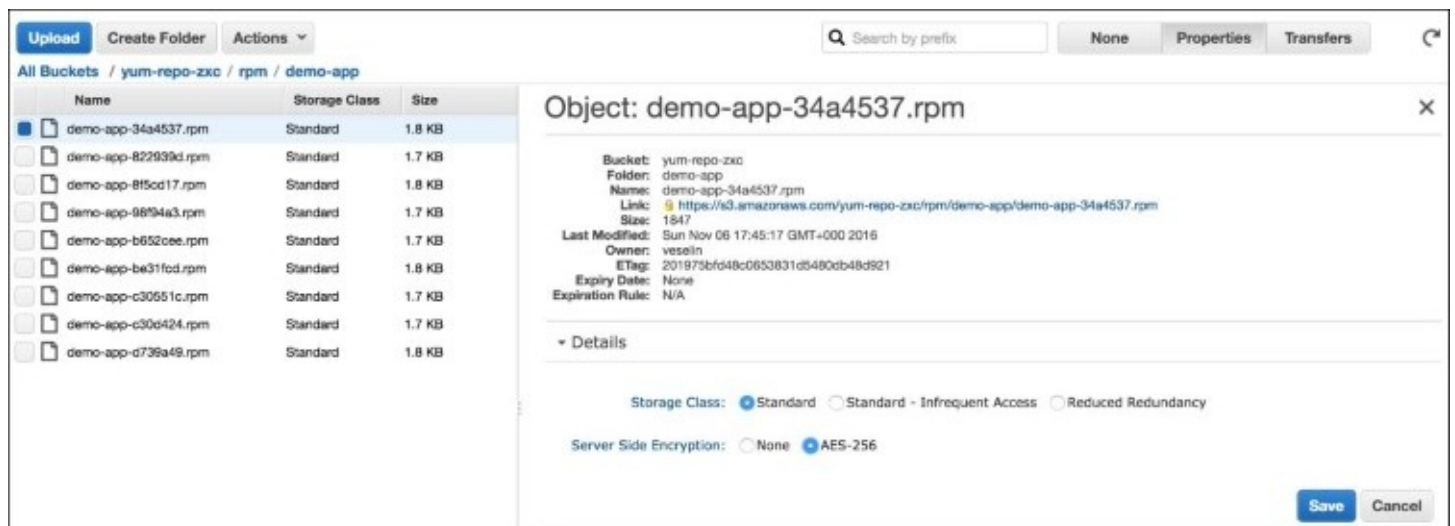 Upload Create Folder Actions Search by prefix None Properties Transfers
All Buckets / yum-repo-zxc / rpm / demo-app
Name Storage Class Size
demo-app-34a4537.rpm Standard 1.8 KB
demo-app-822939d.rpm Standard 1.7 KB
demo-app-8f5cd17.rpm Standard 1.8 KB
demo-app-98f94a3.rpm Standard 1.7 KB
demo-app-b652cee.rpm Standard 1.7 KB
demo-app-be31fcd.rpm Standard 1.8 KB
demo-app-c30551c.rpm Standard 1.7 KB
demo-app-c30d424.rpm Standard 1.7 KB
demo-app-d739a49.rpm Standard 1.8 KB
Object: demo-app-34a4537.rpm
Bucket: yum-repo-zxc
Folder: demo-app
Name: demo-app-34a4537.rpm
Link: https://s3.amazonaws.com/yum-repo-zxc/rpm/demo-app/demo-app-34a4537.rpm
Size: 1847
Last Modified: Sun Nov 06 17:45:17 GMT+000 2016
Owner: veselin
ETag: 201975bfd48c0653831d5480db48d921
Expiry Date: None
Expiration Rule: N/A
Details
Storage Class: Standard Standard - Infrequent Access Reduced Redundancy
Server Side Encryption: None AES-256
Save Cancel